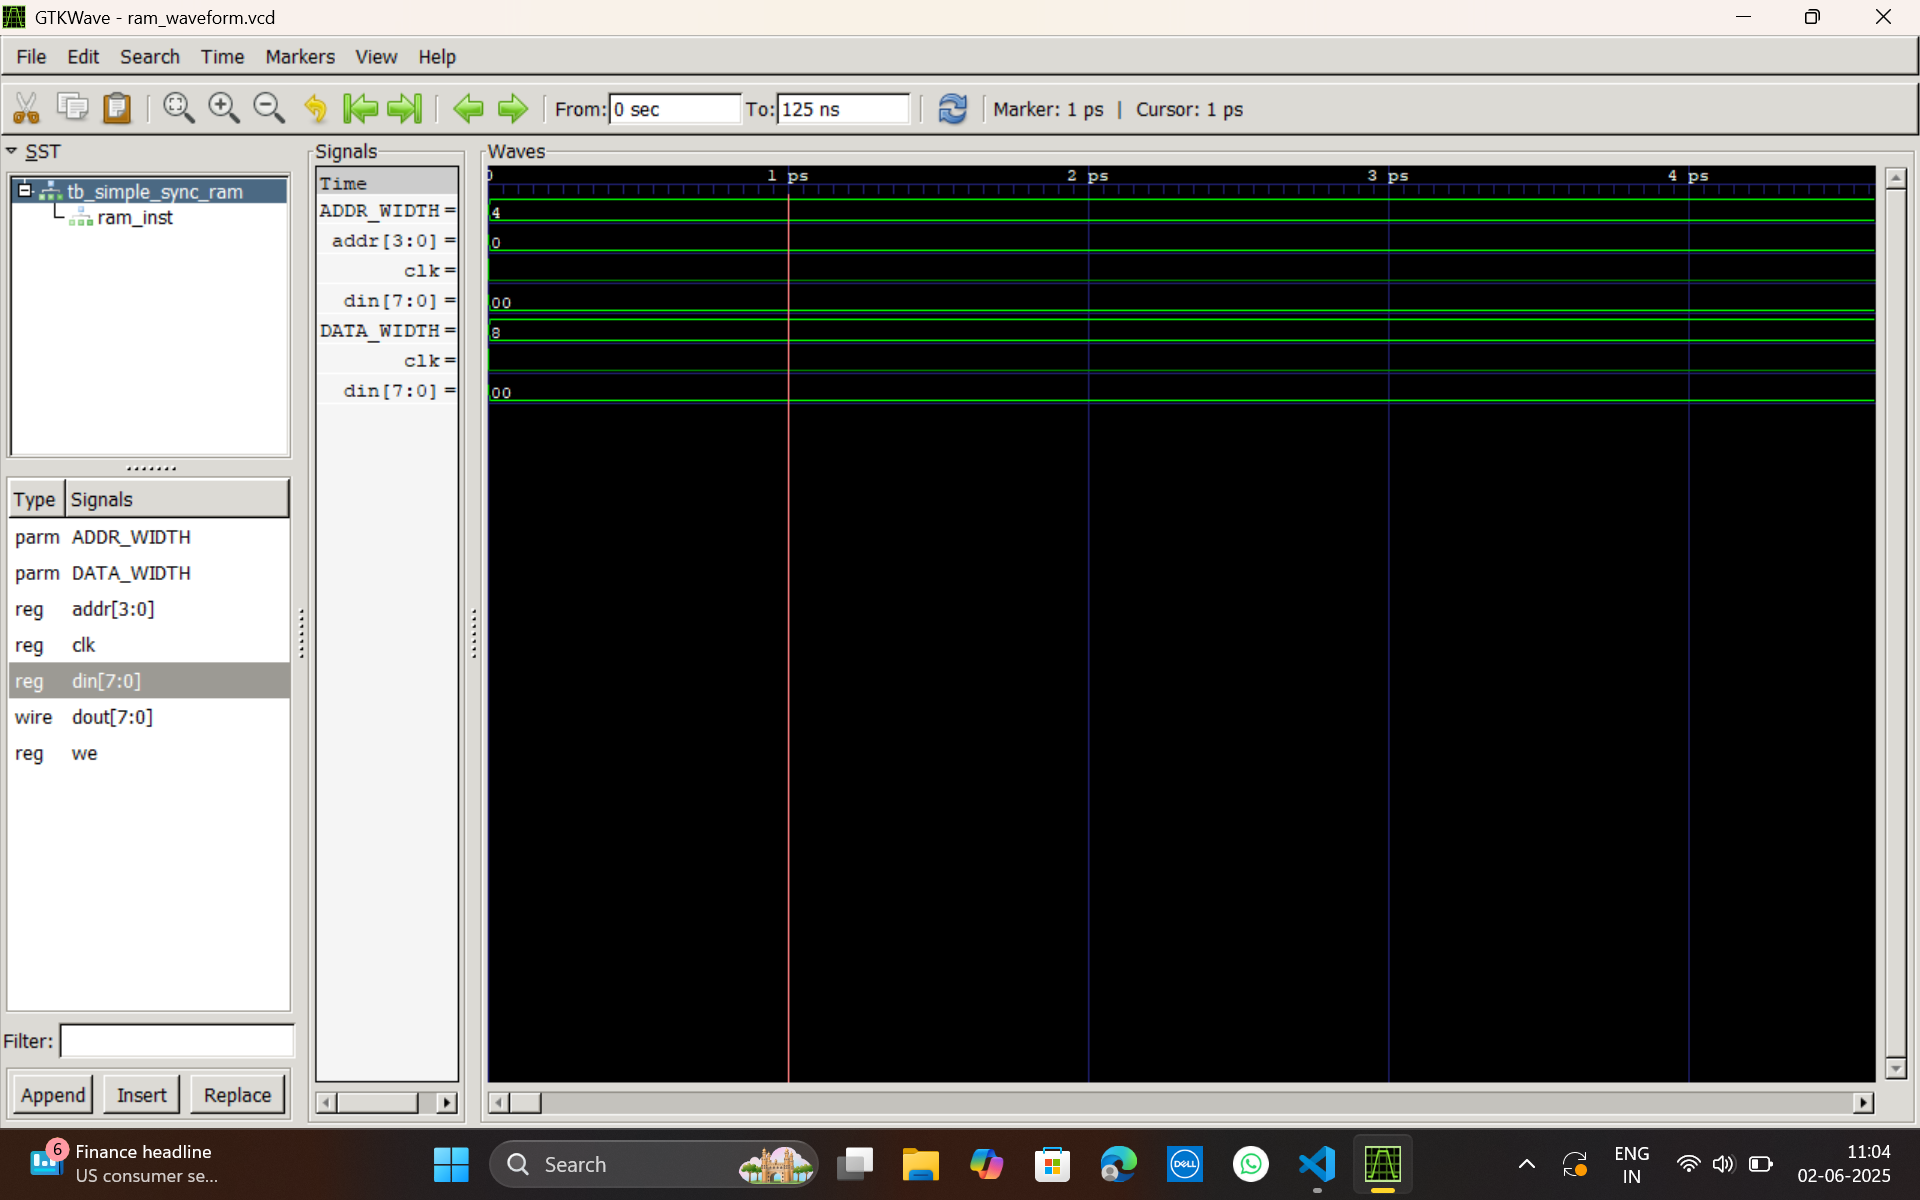 GTKWave - ram_waveform.vcd
File Edit Search Time Markers View Help
From: 0 sec To: 125 ns Marker: 1 ps | Cursor: 1 ps
SST
tb_simple_sync_ram
ram_inst
Type Signals
parm ADDR_WIDTH
parm DATA_WIDTH
reg addr[3:0]
reg clk
reg din[7:0]
wire dout[7:0]
reg we
Filter:
Append Insert Replace
Signals
Time
ADDR_WIDTH =
addr[3:0] =
clk =
din[7:0] =
DATA_WIDTH =
clk =
din[7:0] =
Waves
0 1 ps 2 ps 3 ps 4 ps
4
0
00
8
00
6
Finance headline
US consumer se...
Search
DELL
ENG
IN
11:04
02-06-2025